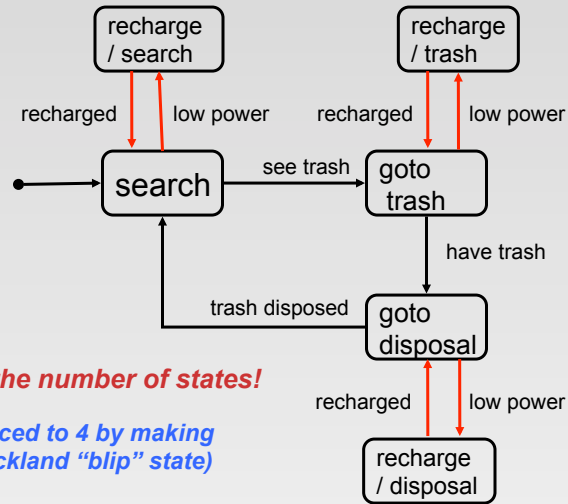 recharge
/ search
recharge
/ trash
recharged
low power
recharged
low power
search
see trash
goto
trash
have trash
trash disposed
goto
disposal
he number of states!
recharged
low power
ced to 4 by making
ckland “blip” state)
recharge
/ disposal